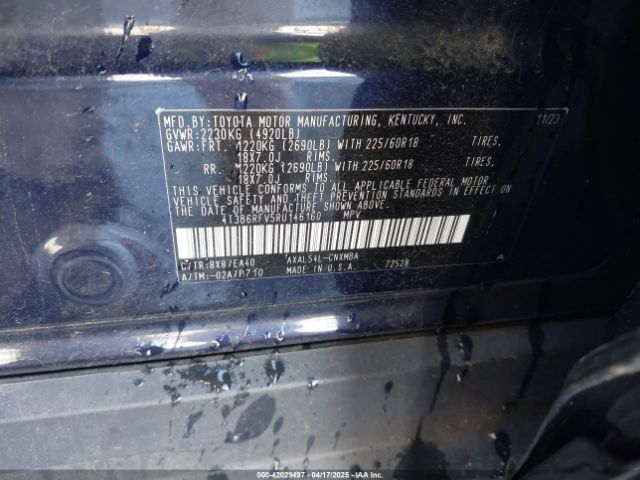 MFD.BY:TOYOTA MOTOR MANUFACTURING, KENTUCKY, INC. 11/23
GVWR:2230KG (4920LB)
GAWR:FRT. 1220KG (2690LB) WITH 225/60R18 TIRES,
18X7.0J RIMS.
RR. 1220KG (2690LB) WITH 225/60R18 TIRES,
18X7.0J RIMS.
THIS VEHICLE CONFORMS TO ALL APPLICABLE FEDERAL MOTOR
VEHICLE SAFETY AND THEFT PREVENTION STANDARDS IN EFFECT
ON THE DATE OF MANUFACTURE SHOWN ABOVE.
4T3B6RFV5RU146160 MPV
C/TR:8X8/EA40 AXAL54L-CNXMBA 72528
A/TM:-02A/P710 MADE IN U.S.A. A
000-42029497 - 04/17/2025 - © IAA Holdings, LLC